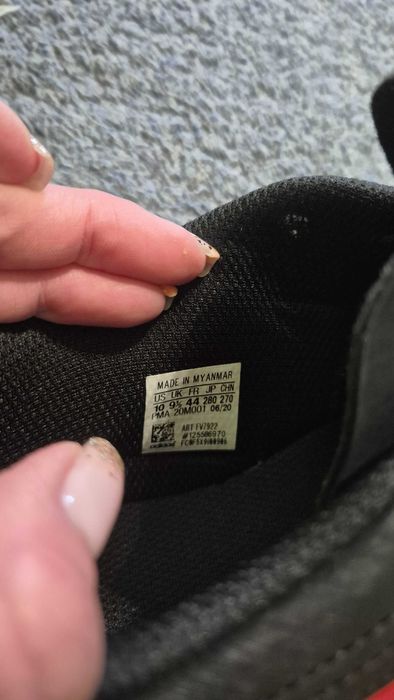 MADE IN MYANMAR
US UK FR JP CHN
10 9½ 44 280 270
PMA 20M001 06/20
ART FV7922
#125506970